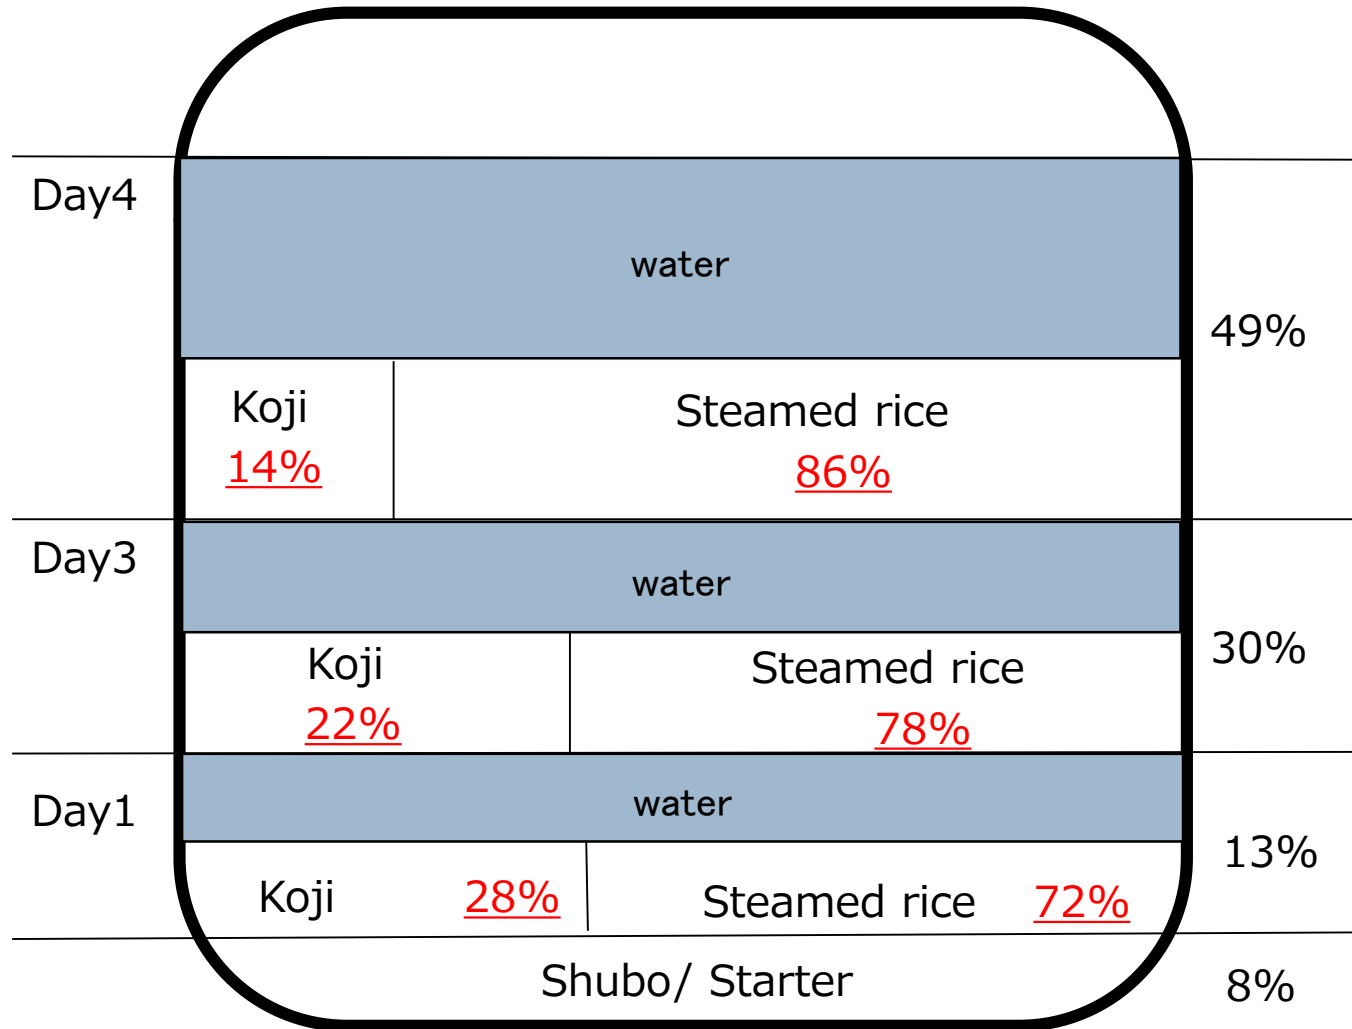 Day4
water
49%
Koji
Steamed rice
14%
86%
Day3
water
30%
Koji
Steamed rice
22%
78%
Day1
water
13%
Koji 28% Steamed rice 72%
Shubo/ Starter
8%